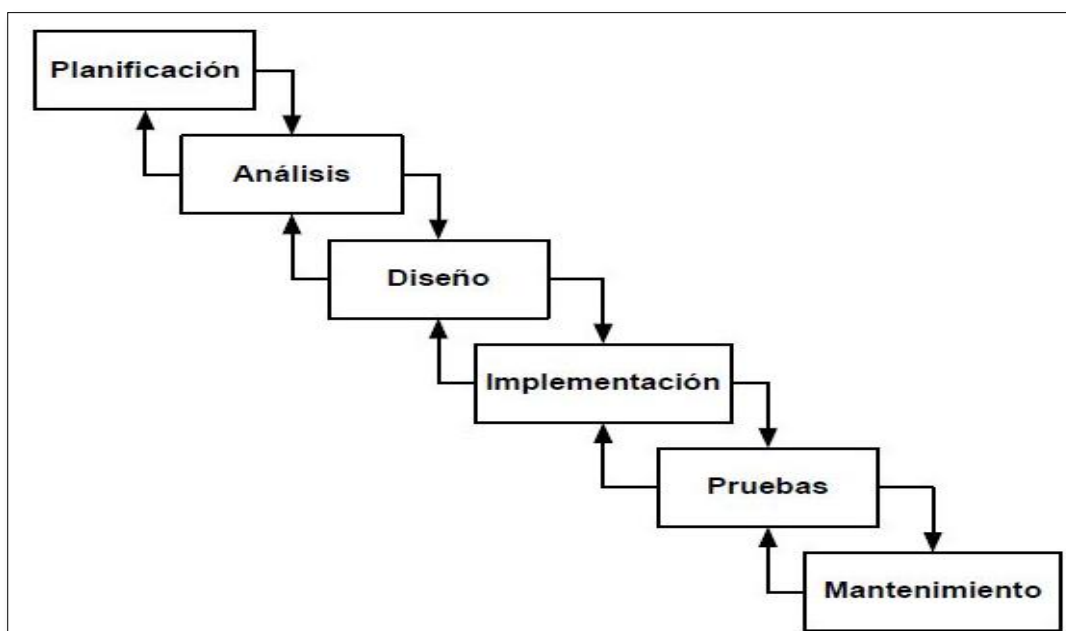 Planificación
Análisis
Diseño
Implementación
Pruebas
Mantenimiento